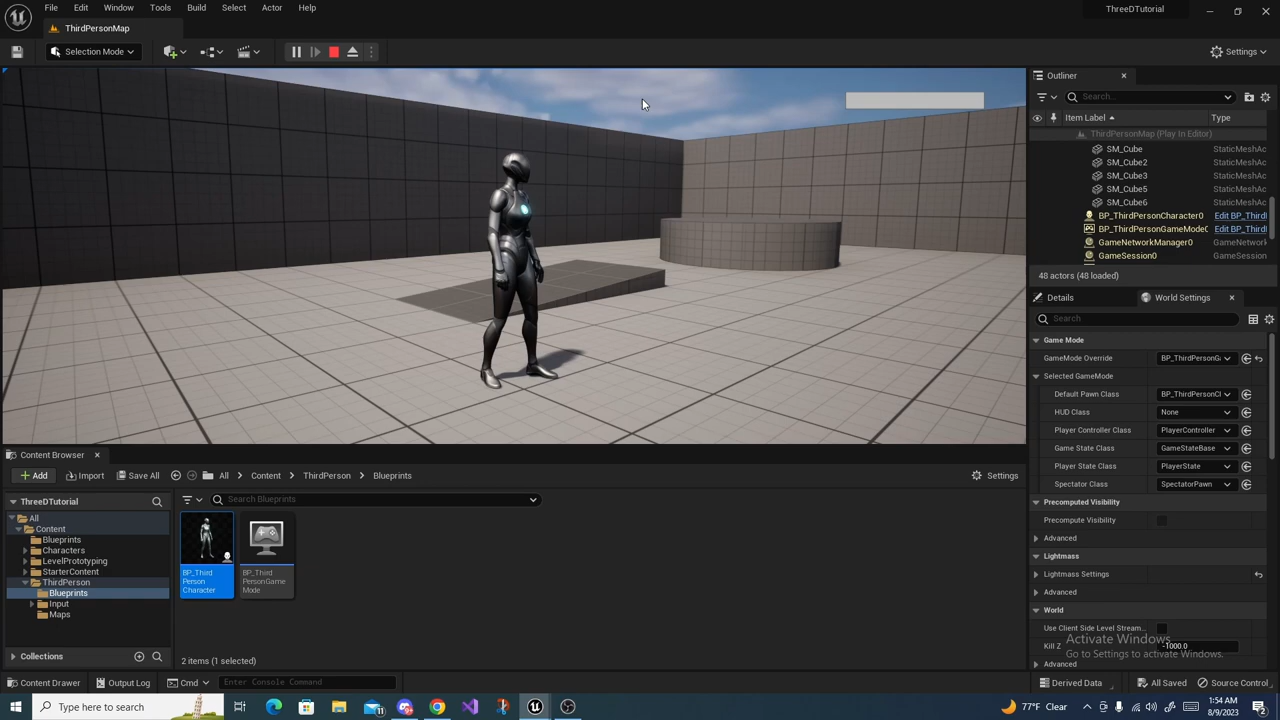 File Edit Window Tools Build Select Actor Help
ThreeDTutorial
ThirdPersonMap
Selection Mode
Settings
Outliner
Search...
Item Label Type
ThirdPersonMap (Play In Editor)
SM_Cube StaticMeshAc
SM_Cube2 StaticMeshAc
SM_Cube3 StaticMeshAc
SM_Cube5 StaticMeshAc
SM_Cube6 StaticMeshAc
BP_ThirdPersonCharacter0 Edit BP_Third
BP_ThirdPersonGameMode0 Edit BP_Third
GameNetworkManager0 GameNetwork
GameSession0 GameSession
48 actors (48 loaded)
Details World Settings
Search
Game Mode
GameMode Override BP_ThirdPersonGa
Selected GameMode
Default Pawn Class BP_ThirdPersonCl
HUD Class None
Player Controller Class PlayerController
Game State Class GameStateBase
Player State Class PlayerState
Spectator Class SpectatorPawn
Precomputed Visibility
Precompute Visibility
Advanced
Lightmass
Lightmass Settings
Advanced
World
Use Client Side Level Stream...
Kill Z -1000.0
Advanced
Activate Windows
Go to Settings to activate Windows.
Content Browser
Add Import Save All All Content ThirdPerson Blueprints Settings
ThreeDTutorial
Search Blueprints
All
Content
Blueprints
Characters
LevelPrototyping
StarterContent
ThirdPerson
Blueprints
Input
Maps
BP_Third
Person
Character
BP_Third
PersonGame
Mode
Collections
2 items (1 selected)
Content Drawer Output Log Cmd Enter Console Command Derived Data All Saved Source Control
Type here to search
11
77°F Clear
1:54 AM
8/9/2023